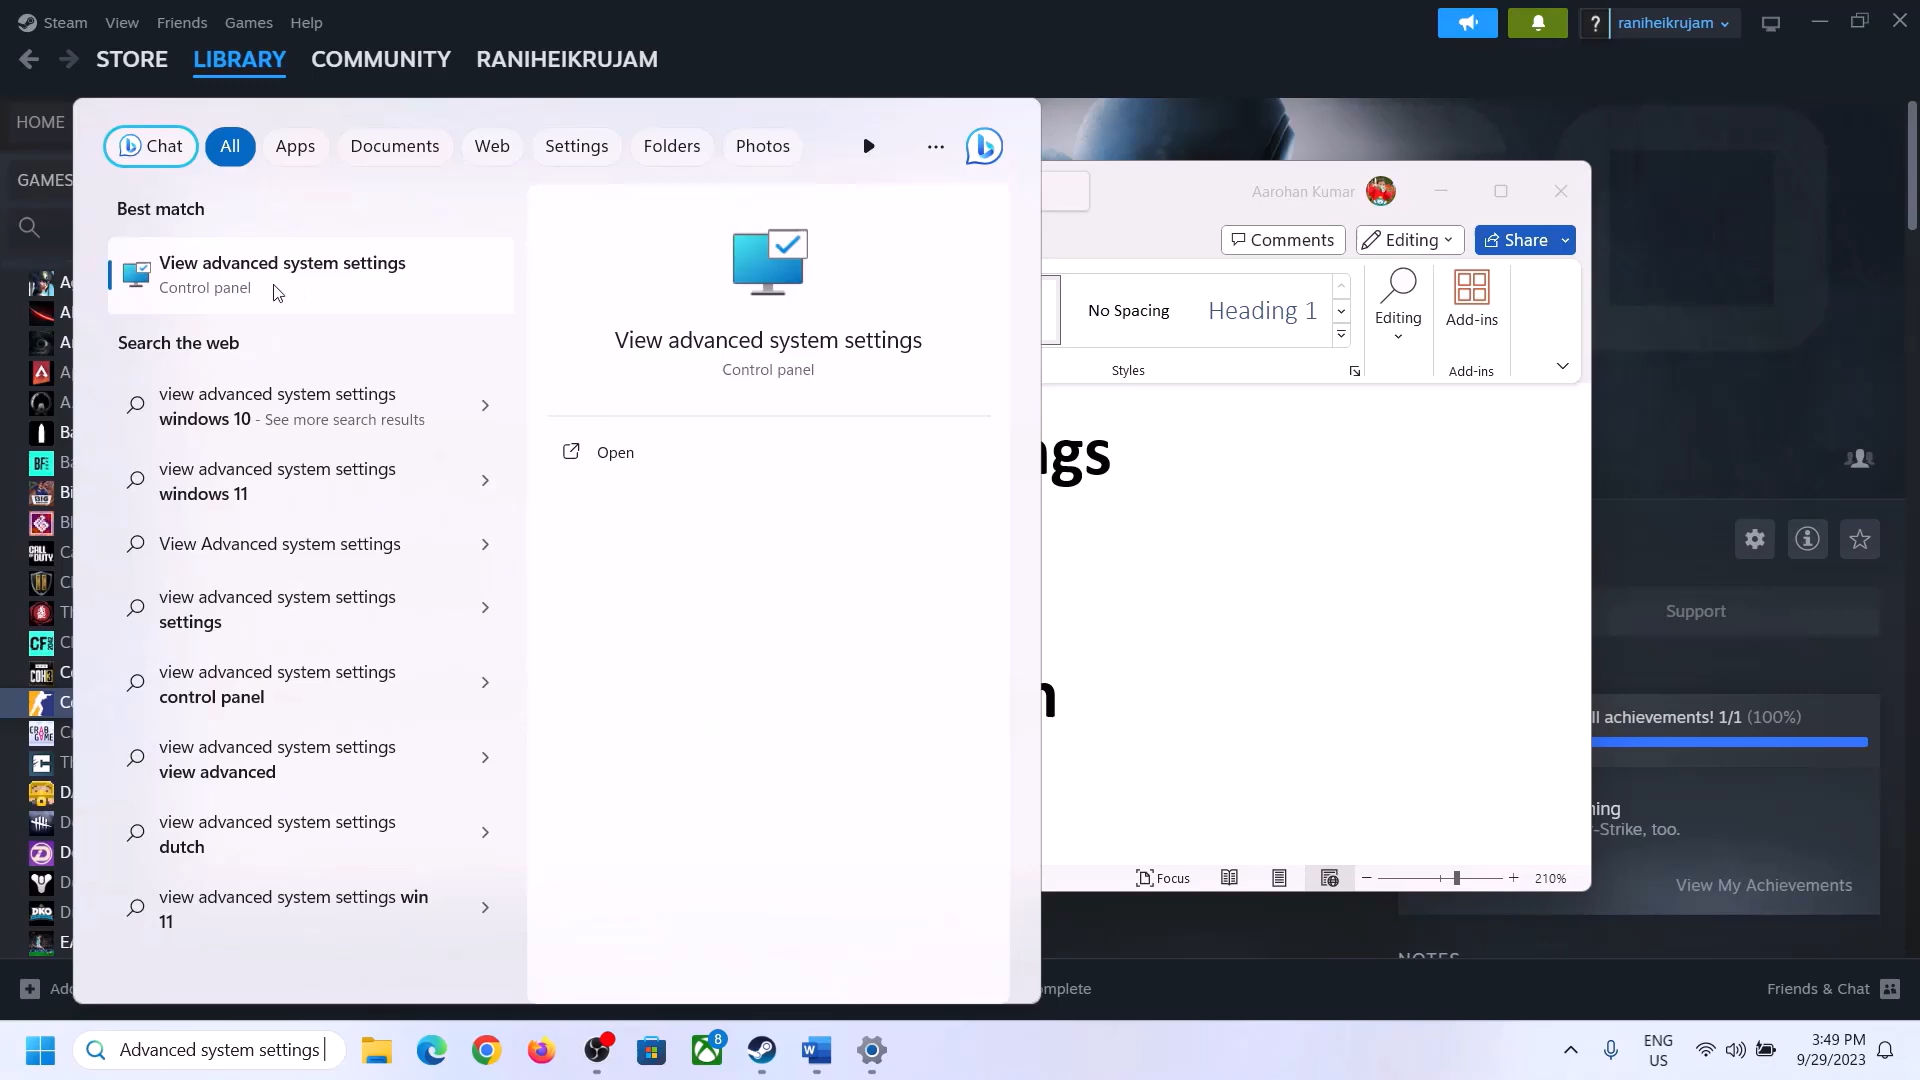 Steam View Friends Games Help
raniheikrujam
STORE LIBRARY COMMUNITY RANIHEIKRUJAM
HOME
GAMES
Chat All Apps Documents Web Settings Folders Photos
Best match
View advanced system settings
Control panel
Search the web
view advanced system settings
windows 10 - See more search results
view advanced system settings
windows 11
View Advanced system settings
view advanced system settings
settings
view advanced system settings
control panel
view advanced system settings
view advanced
view advanced system settings
dutch
view advanced system settings win
11
View advanced system settings
Control panel
Open
Aarohan Kumar
Comments Editing Share
No Spacing Heading 1
Editing
Add-ins
Styles
Add-ins
ngs
n
Focus
210%
Support
ll achievements! 1/1 (100%)
ning
-Strike, too.
View My Achievements
NOTES
Add
mplete
Friends & Chat
Advanced system settings
8
ENG
US
3:49 PM
9/29/2023